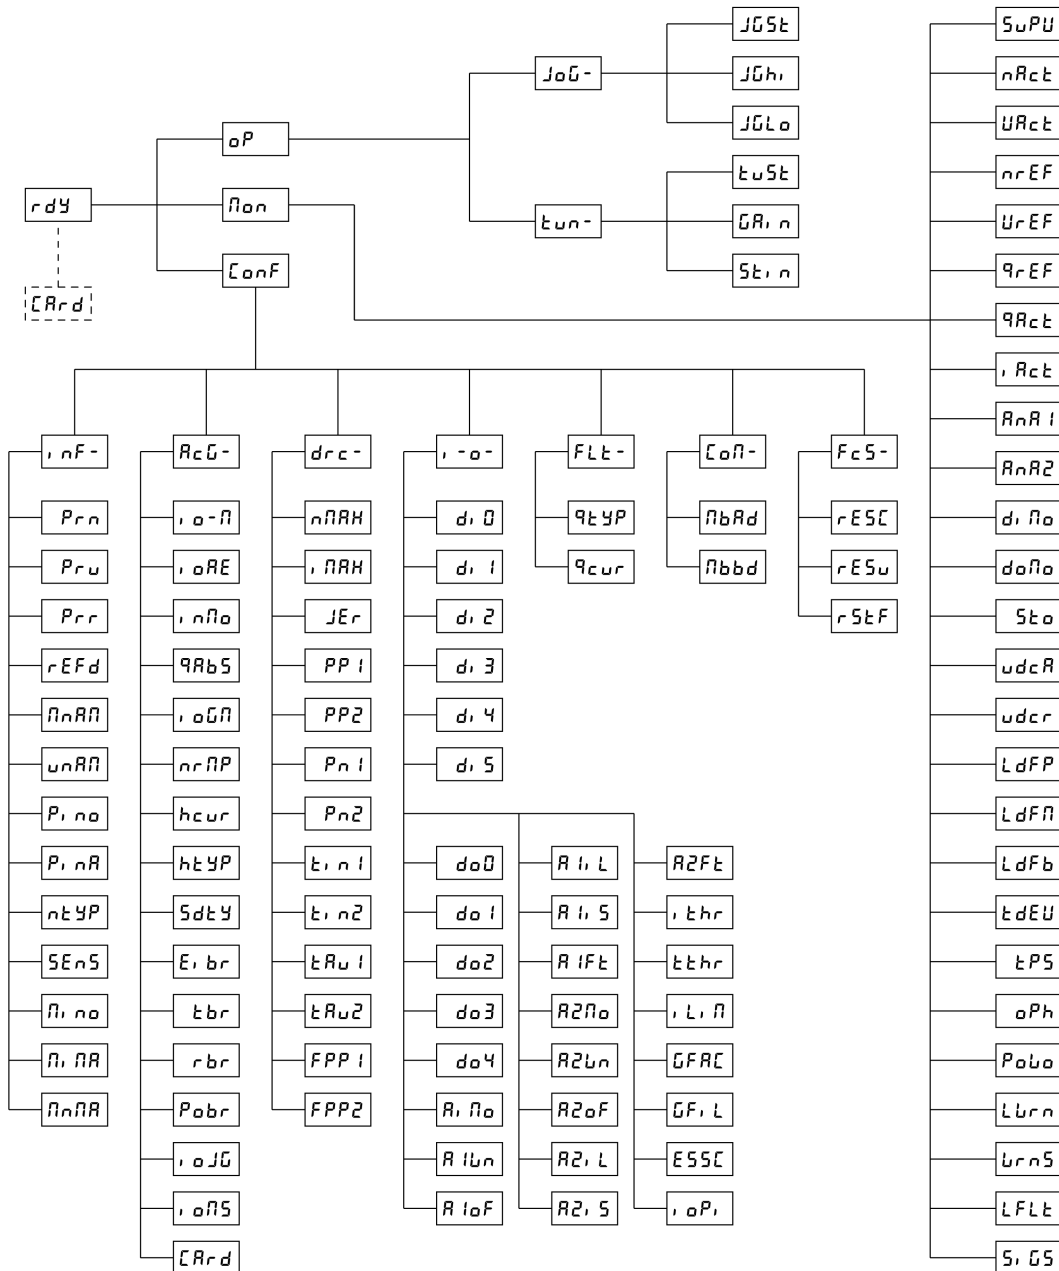 rdy
CArd
oP
Mon
ConF
JoG-
tun-
JGSt
JGhi
JGLo
tuSt
GAin
Stin
SuPV
nAct
VAct
nrEF
VrEF
qrEF
qAct
iAct
AnA1
AnA2
diMo
doMo
Sto
udcA
udcr
LdFP
LdFM
LdFb
tdEV
tPS
oPh
PoWo
LWrn
WrnS
LFLt
SiGS
inF-
Prn
Pru
Prr
rEFd
MnAM
unAM
Pino
PinA
ntYP
SEnS
Mino
MiMA
MnMA
AcG-
io-M
ioAE
inMo
qAbS
ioGM
nrMP
hcur
htYP
SdtY
Eibr
tbr
rbr
Pobr
ioJG
ioMS
CArd
drc-
nMAX
iMAX
JEr
PP1
PP2
Pn1
Pn2
tin1
tin2
tAu1
tAu2
FPP1
FPP2
i-o-
di0
di1
di2
di3
di4
di5
do0
do1
do2
do3
do4
AiMo
A1Wn
A1oF
A1iL
A1iS
A1Ft
A2Mo
A2Wn
A2oF
A2iL
A2iS
A2Ft
ithr
tthr
iLiM
GFAC
GFiL
ESSC
ioPi
FLt-
qtYP
qcur
CoM-
MbAd
Mbbd
FcS-
rESC
rESu
rStF